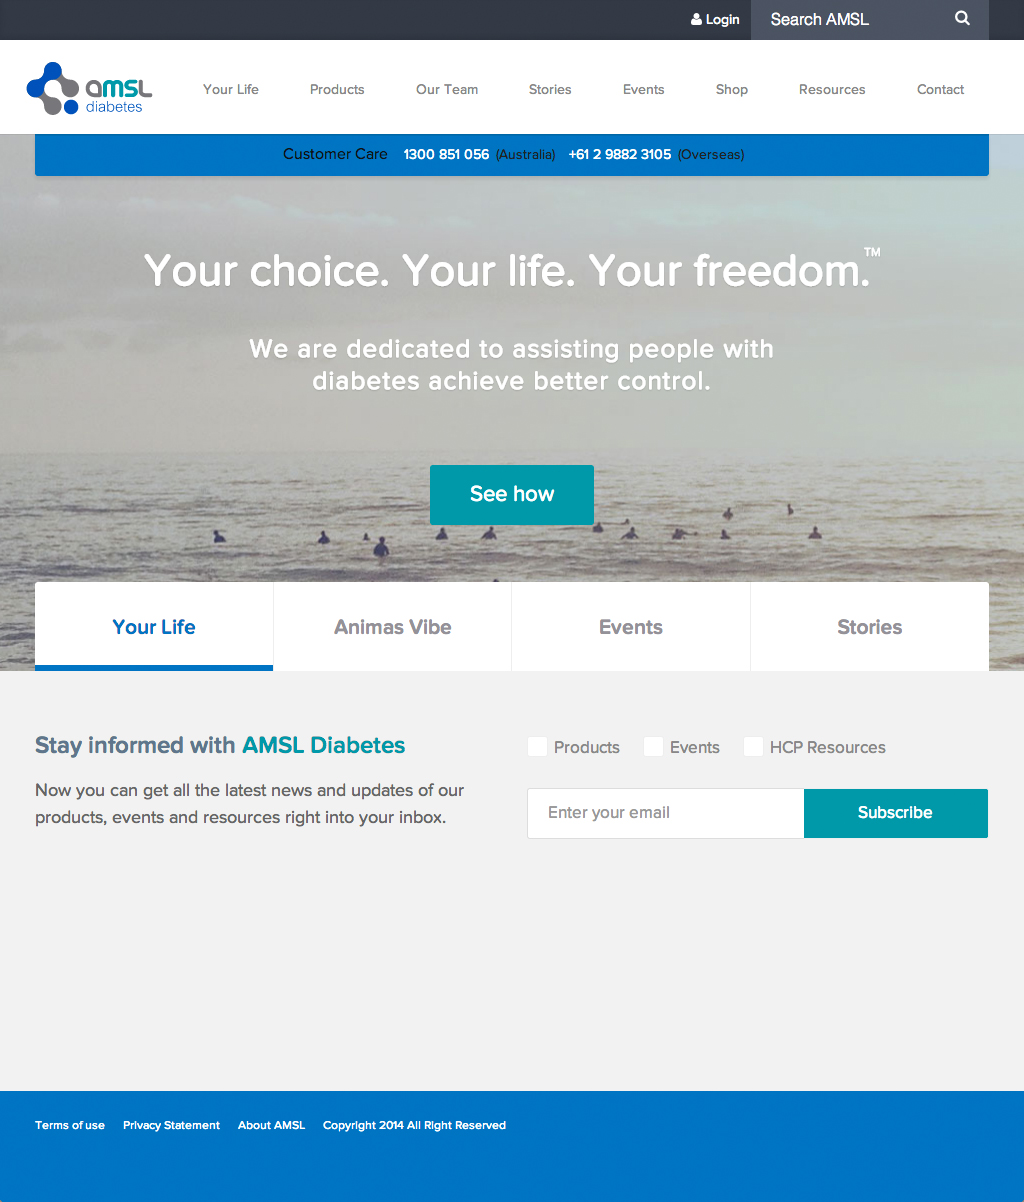 Login
Search AMSL
amsl
diabetes
Your Life
Products
Our Team
Stories
Events
Shop
Resources
Contact
Customer Care 1300 851 056 (Australia) +61 2 9882 3105 (Overseas)
Your choice. Your life. Your freedom.™
We are dedicated to assisting people with
diabetes achieve better control.
See how
Your Life
Animas Vibe
Events
Stories
Stay informed with AMSL Diabetes
Now you can get all the latest news and updates of our
products, events and resources right into your inbox.
Products
Events
HCP Resources
Enter your email
Subscribe
Terms of use
Privacy Statement
About AMSL
Copyright 2014 All Right Reserved